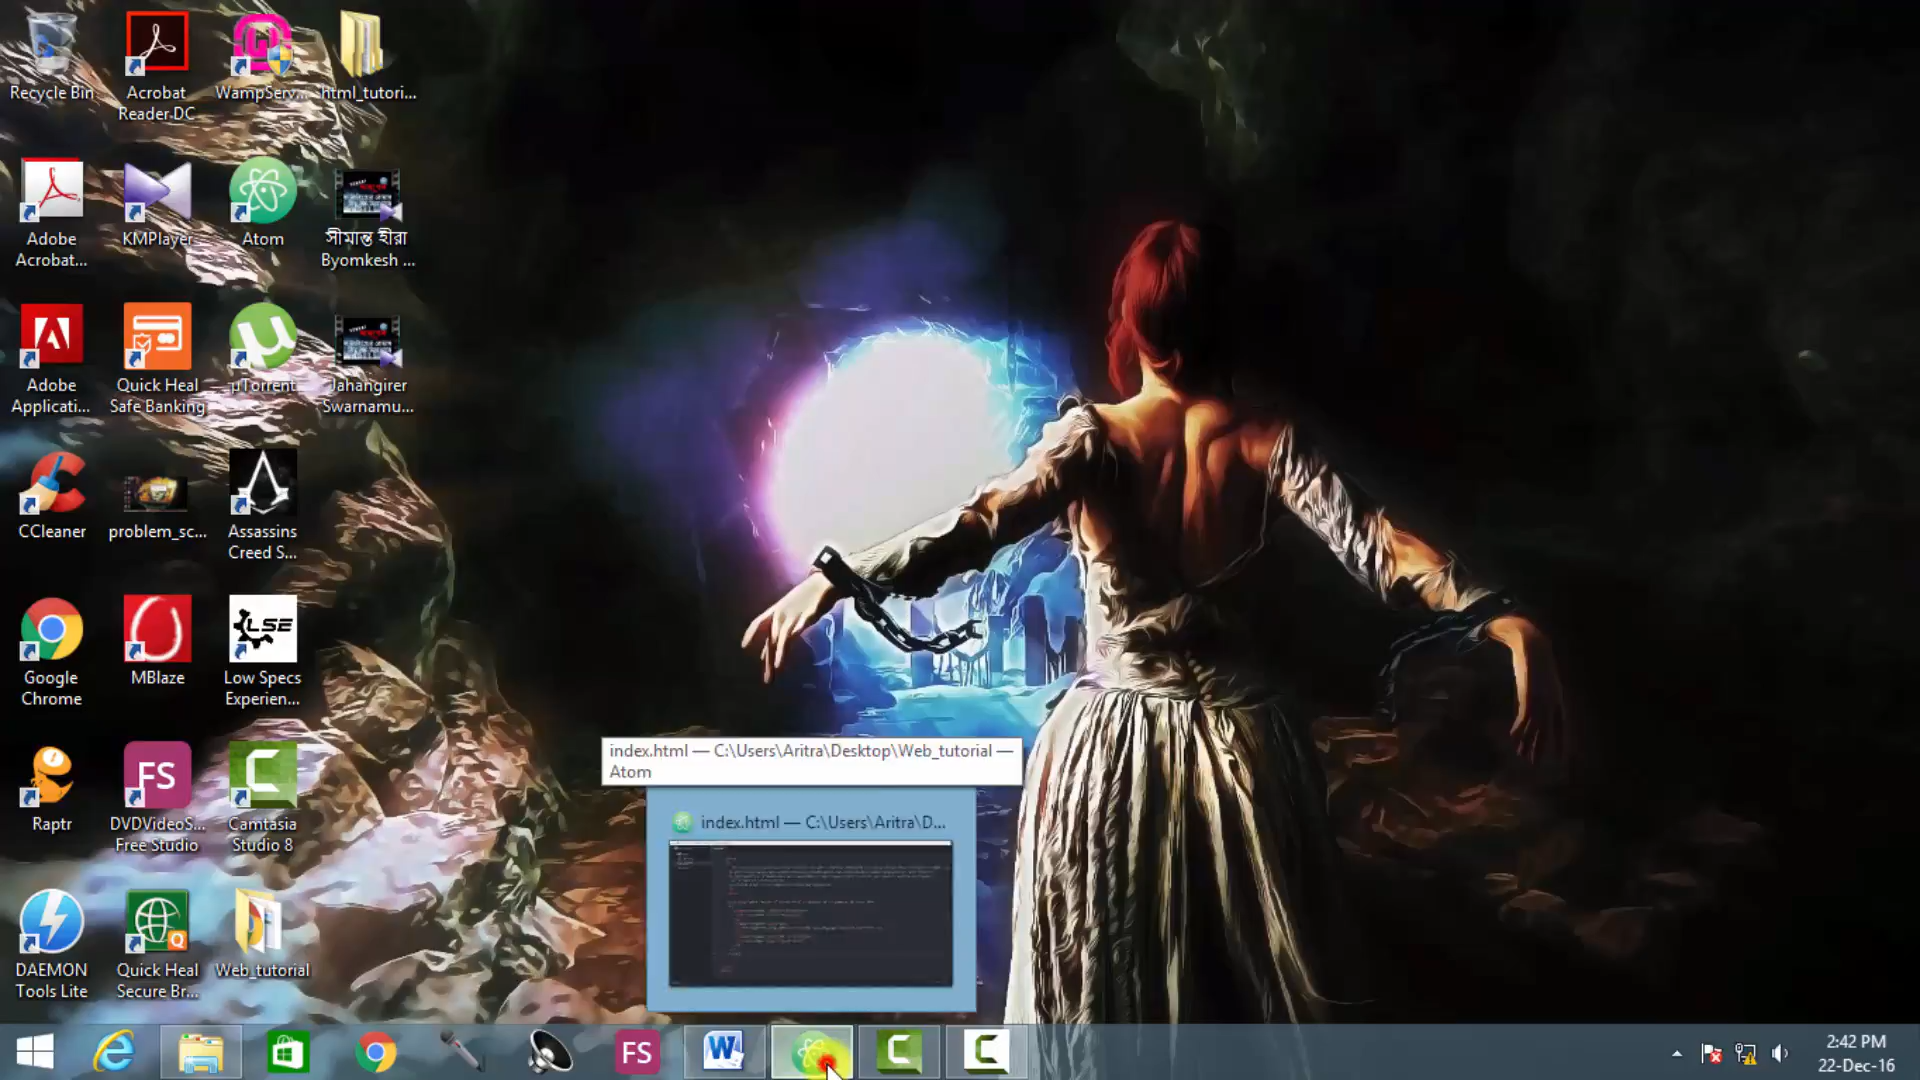 Recycle Bin
Acrobat
Reader DC
WampServ...
html_tutori...
Adobe
Acrobat...
KMPlayer
Atom
সীমান্ত হীরা
Byomkesh ...
Adobe
Applicati...
Quick Heal
Safe Banking
µTorrent
Jahangirer
Swarnamu...
CCleaner
problem_sc...
Assassins
Creed S...
Google
Chrome
MBlaze
LSE
Low Specs
Experien...
Raptr
FS
DVDVideoS...
Free Studio
Camtasia
Studio 8
DAEMON
Tools Lite
Quick Heal
Secure Br...
Web_tutorial
index.html — C:\Users\Aritra\Desktop\Web_tutorial —
Atom
index.html — C:\Users\Aritra\D...
FS
2:42 PM
22-Dec-16